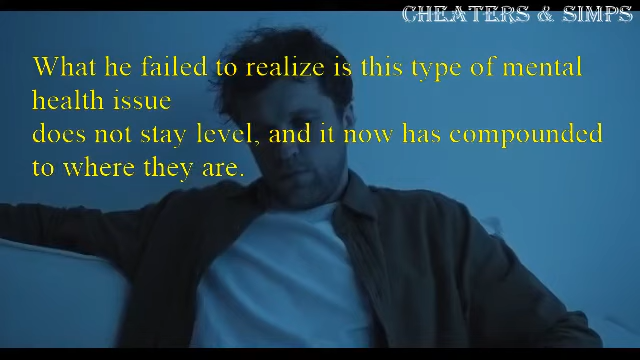 CHEATERS & SIMPS
What he failed to realize is this type of mental
health issue
does not stay level, and it now has compounded
to where they are.